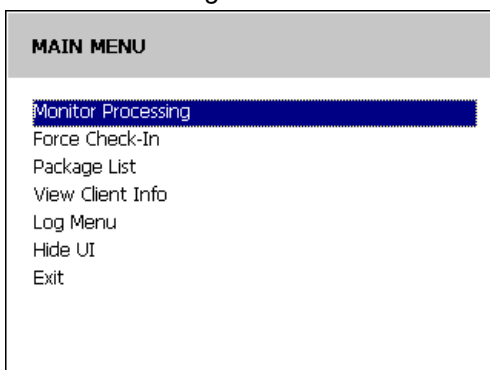 MAIN MENU
Monitor Processing
Force Check-In
Package List
View Client Info
Log Menu
Hide UI
Exit